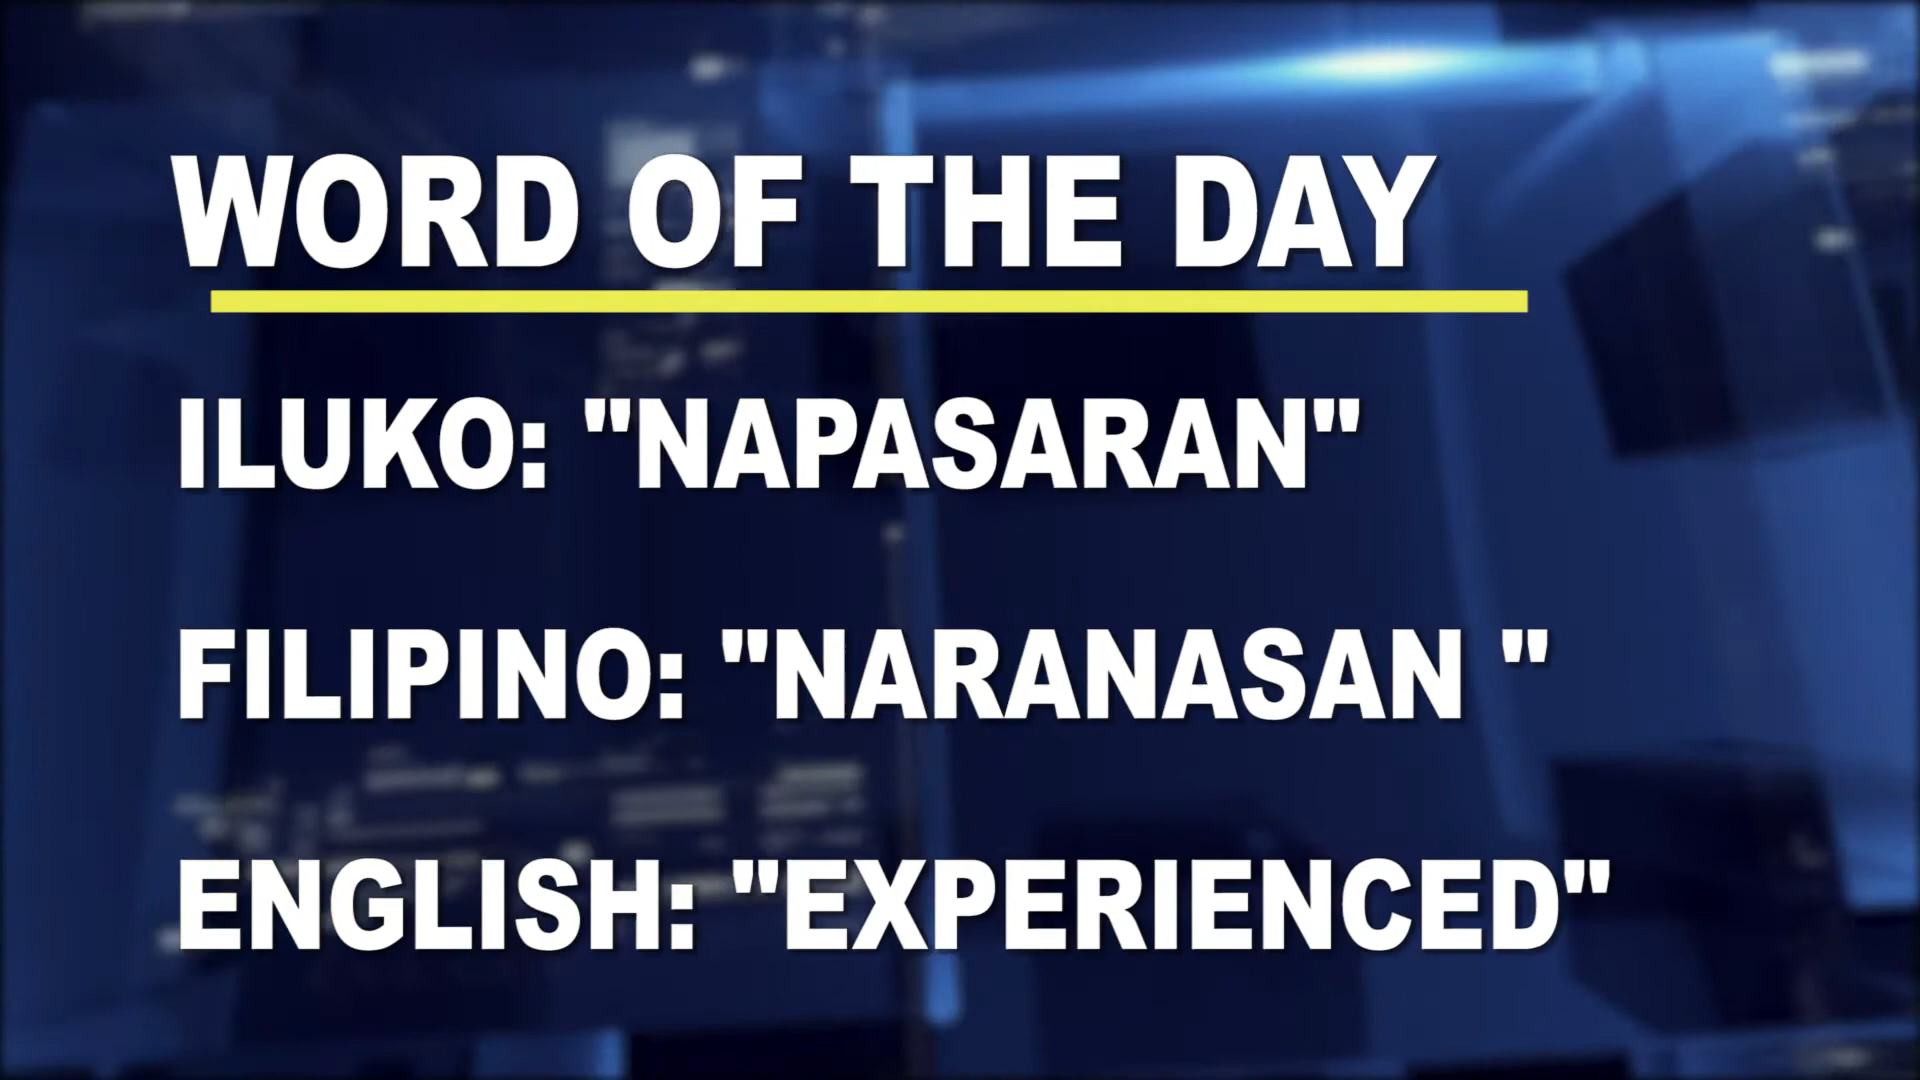 WORD OF THE DAY
ILUKO: "NAPASARAN"
FILIPINO: "NARANASAN "
ENGLISH: "EXPERIENCED"